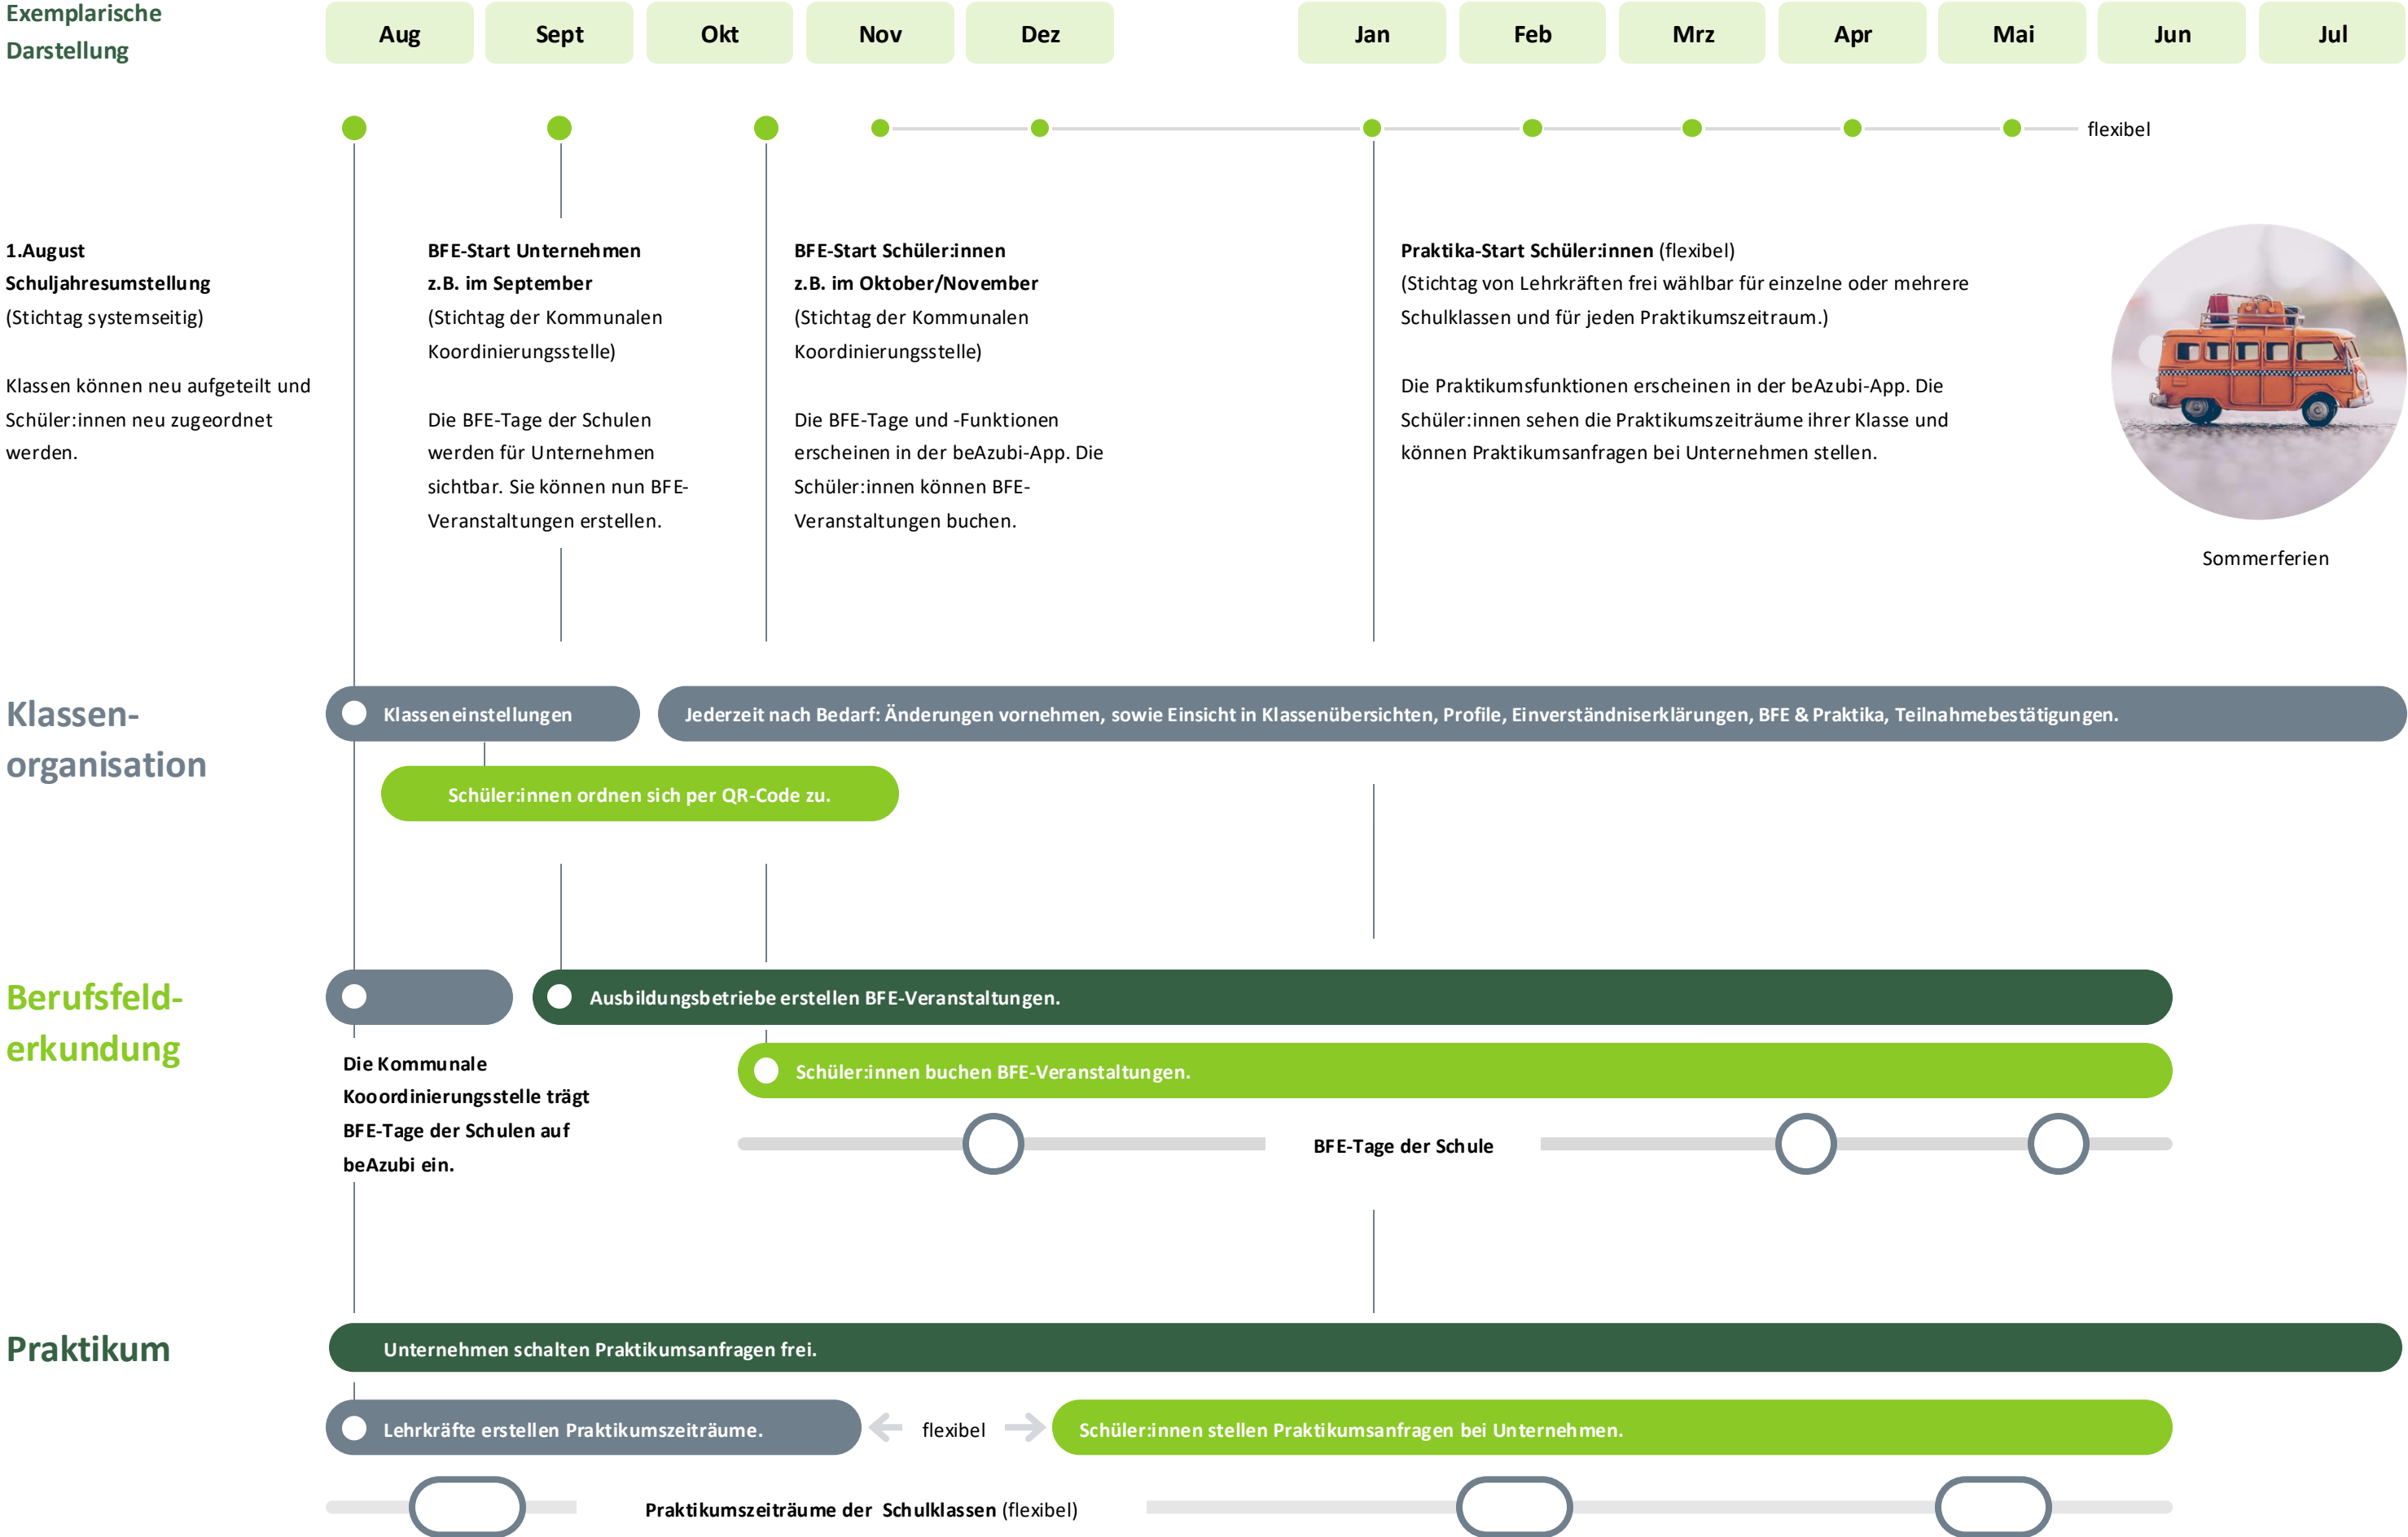 Exemplarische
Darstellung
Aug
Sept
Okt
Nov
Dez
Jan
Feb
Mrz
Apr
Mai
Jun
Jul
flexibel
1.August
Schuljahresumstellung
(Stichtag systemseitig)
Klassen können neu aufgeteilt und
Schüler:innen neu zugeordnet
werden.
BFE-Start Unternehmen
z.B. im September
(Stichtag der Kommunalen
Koordinierungsstelle)
Die BFE-Tage der Schulen
werden für Unternehmen
sichtbar. Sie können nun BFE-
Veranstaltungen erstellen.
BFE-Start Schüler:innen
z.B. im Oktober/November
(Stichtag der Kommunalen
Koordinierungsstelle)
Die BFE-Tage und -Funktionen
erscheinen in der beAzubi-App. Die
Schüler:innen können BFE-
Veranstaltungen buchen.
Praktika-Start Schüler:innen (flexibel)
(Stichtag von Lehrkräften frei wählbar für einzelne oder mehrere
Schulklassen und für jeden Praktikumszeitraum.)
Die Praktikumsfunktionen erscheinen in der beAzubi-App. Die
Schüler:innen sehen die Praktikumszeiträume ihrer Klasse und
können Praktikumsanfragen bei Unternehmen stellen.
Sommerferien
Klassen-
organisation
Klasseneinstellungen
Jederzeit nach Bedarf: Änderungen vornehmen, sowie Einsicht in Klassenübersichten, Profile, Einverständniserklärungen, BFE & Praktika, Teilnahmebestätigungen.
Schüler:innen ordnen sich per QR-Code zu.
Berufsfeld-
erkundung
Ausbildungsbetriebe erstellen BFE-Veranstaltungen.
Die Kommunale
Kooordinierungsstelle trägt
BFE-Tage der Schulen auf
beAzubi ein.
Schüler:innen buchen BFE-Veranstaltungen.
BFE-Tage der Schule
Praktikum
Unternehmen schalten Praktikumsanfragen frei.
Lehrkräfte erstellen Praktikumszeiträume.
flexibel
Schüler:innen stellen Praktikumsanfragen bei Unternehmen.
Praktikumszeiträume der Schulklassen (flexibel)